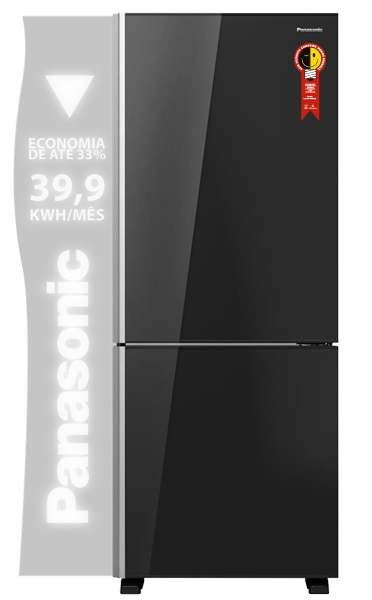 ECONOMIA
DE ATÉ 33%
39,9
KWH/MÊS
Panasonic
Panasonic